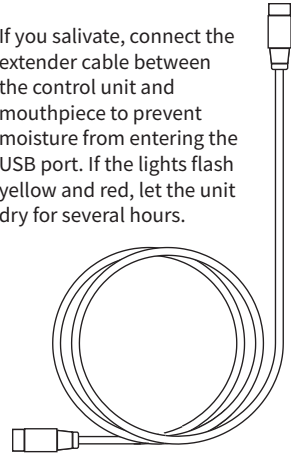 If you salivate, connect the
extender cable between
the control unit and
mouthpiece to prevent
moisture from entering the
USB port. If the lights flash
yellow and red, let the unit
dry for several hours.